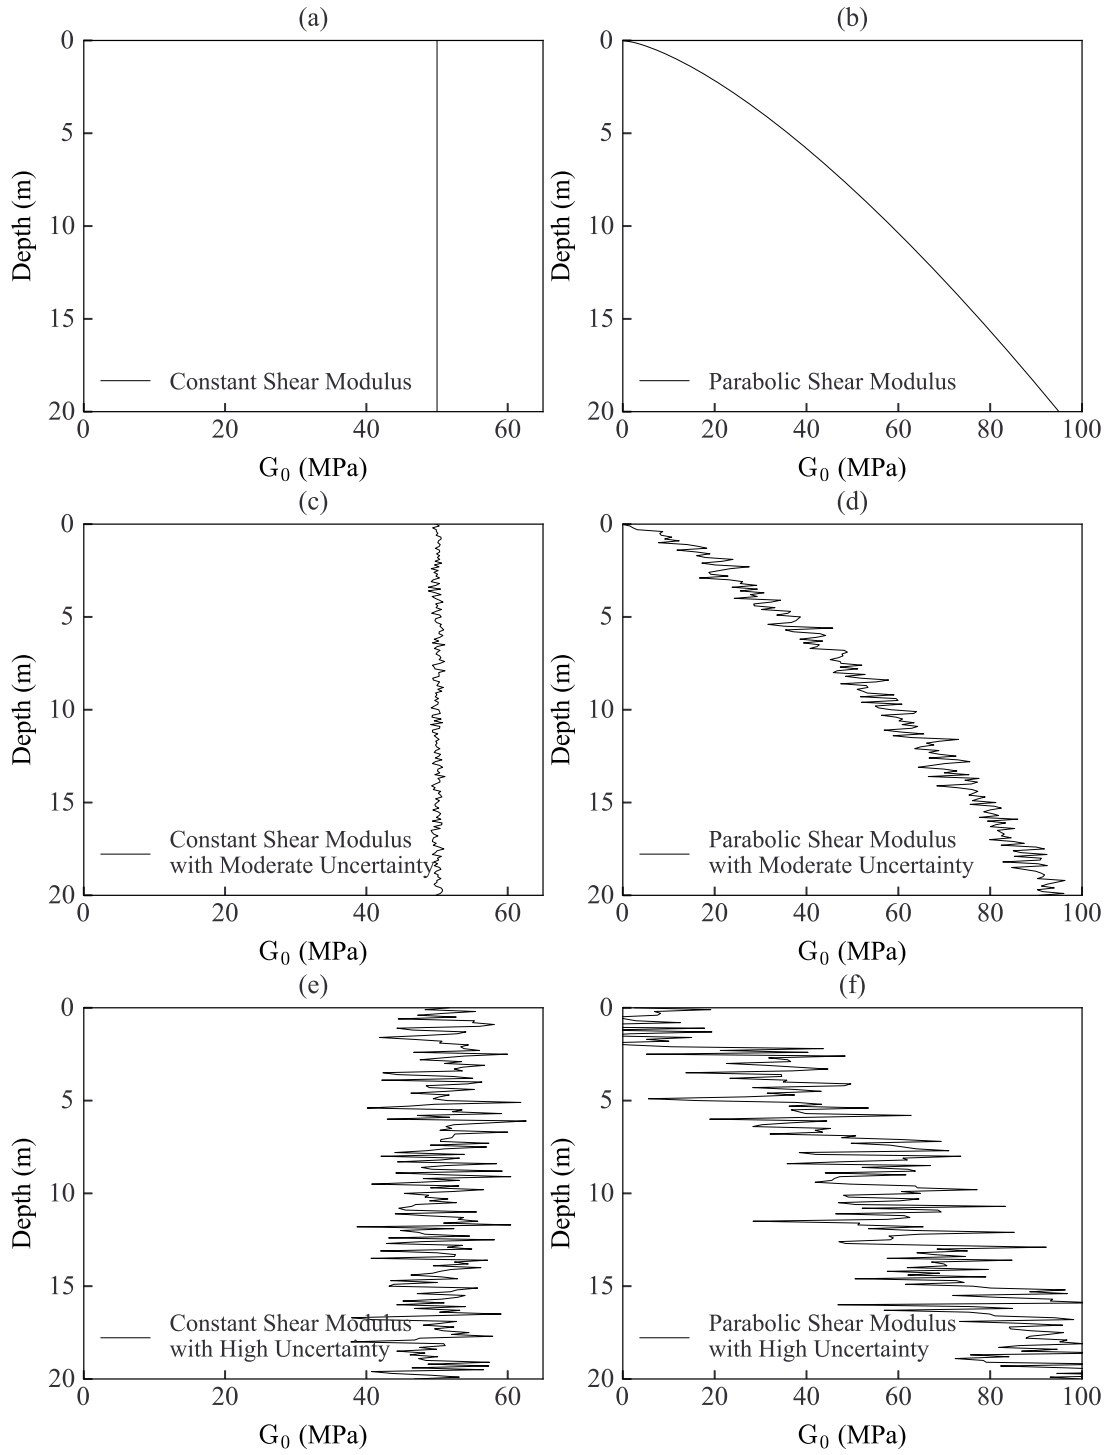 (a)
(b)
0
5
10
15
20
Depth (m)
Constant Shear Modulus
0
20
40
60
G₀ (MPa)
0
5
10
15
20
Depth (m)
Parabolic Shear Modulus
0
20
40
60
80
100
G₀ (MPa)
(c)
(d)
0
5
10
15
20
Depth (m)
Constant Shear Modulus
with Moderate Uncertainty
0
20
40
60
G₀ (MPa)
0
5
10
15
20
Depth (m)
Parabolic Shear Modulus
with Moderate Uncertainty
0
20
40
60
80
100
G₀ (MPa)
(e)
(f)
0
5
10
15
20
Depth (m)
Constant Shear Modulus
with High Uncertainty
0
20
40
60
G₀ (MPa)
0
5
10
15
20
Depth (m)
Parabolic Shear Modulus
with High Uncertainty
0
20
40
60
80
100
G₀ (MPa)